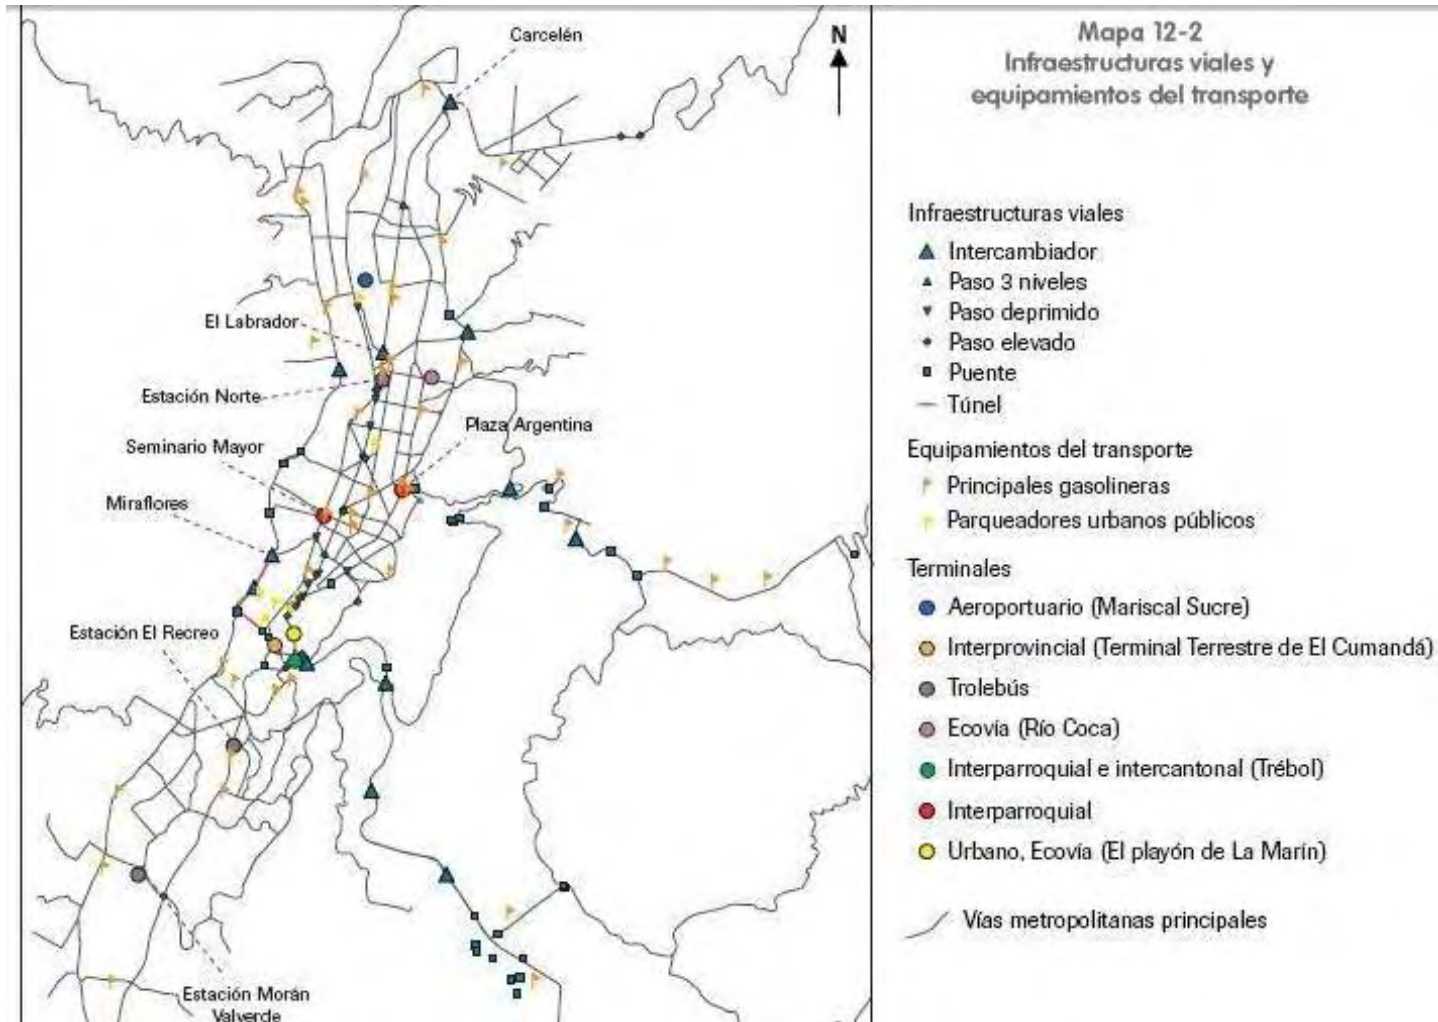 Mapa 12-2
Infraestructuras viales y
equipamientos del transporte
N
Carcelén
El Labrador
Estación Norte
Seminario Mayor
Plaza Argentina
Miraflores
Estación El Recreo
Estación Morán
Valverde
Infraestructuras viales
Intercambiador
Paso 3 niveles
Paso deprimido
Paso elevado
Puente
Túnel
Equipamientos del transporte
Principales gasolineras
Parqueadores urbanos públicos
Terminales
Aeroportuario (Mariscal Sucre)
Interprovincial (Terminal Terrestre de El Cumandá)
Trolebús
Ecovía (Río Coca)
Interparroquial e intercantonal (Trébol)
Interparroquial
Urbano, Ecovía (El playón de La Marín)
Vías metropolitanas principales